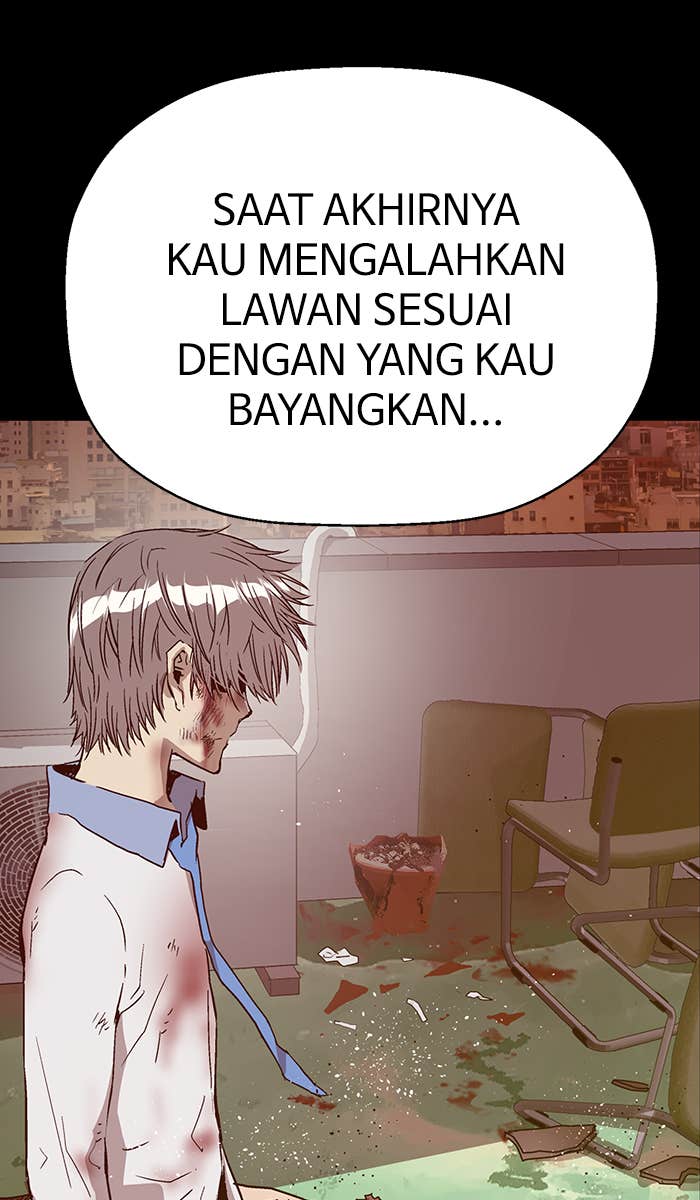 SAAT AKHIRNYA
KAU MENGALAHKAN
LAWAN SESUAI
DENGAN YANG KAU
BAYANGKAN...